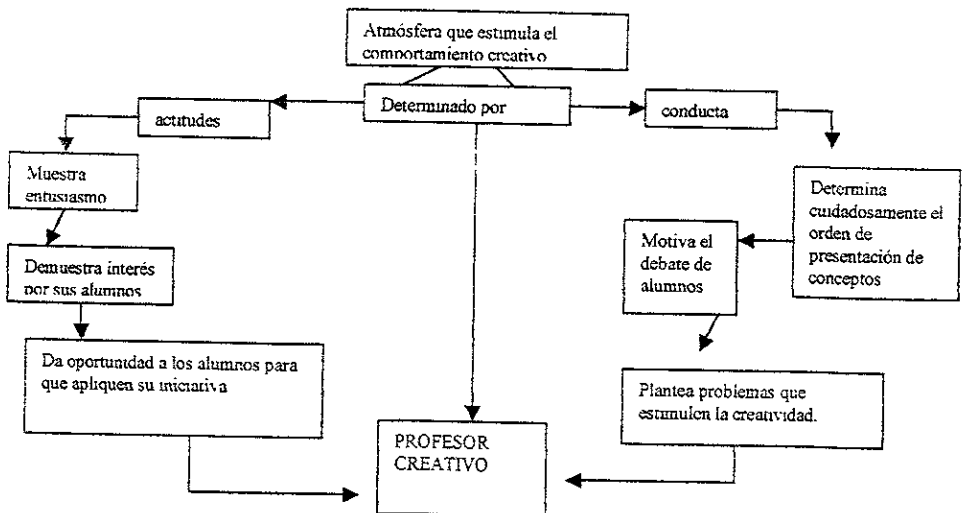 Atmósfera que estimula el
comportamiento creativo
Determinado por
actitudes
conducta
Muestra
entusiasmo
Determina
cuidadosamente el
orden de
presentación de
conceptos
Motiva el
debate de
alumnos
Demuestra interés
por sus alumnos
Da oportunidad a los alumnos para
que apliquen su iniciativa
Plantea problemas que
estimulen la creatividad.
PROFESOR
CREATIVO